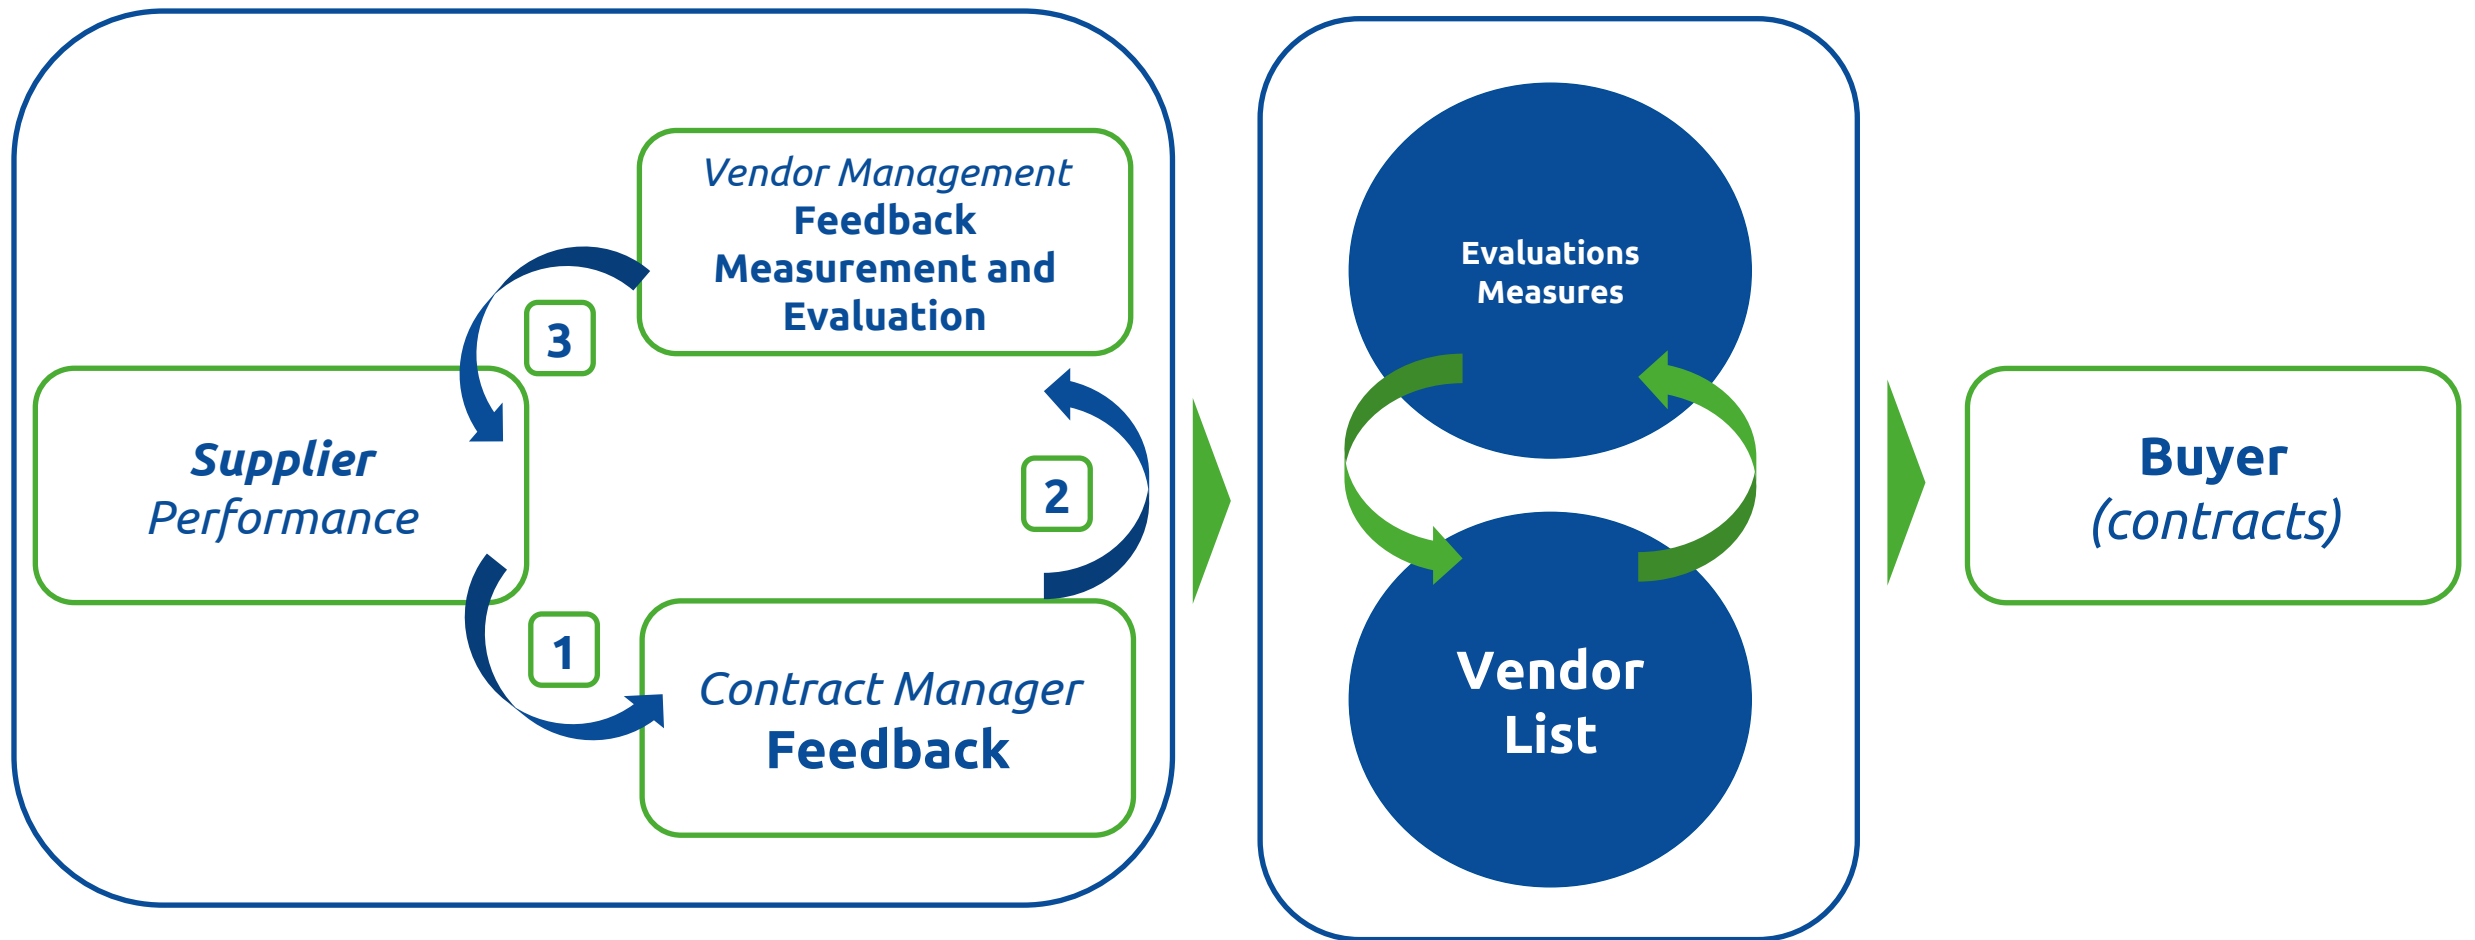 Vendor Management
Feedback
Measurement and
Evaluation
3
Supplier
Performance
2
1
Contract Manager
Feedback
Evaluations
Measures
Vendor
List
Buyer
(contracts)